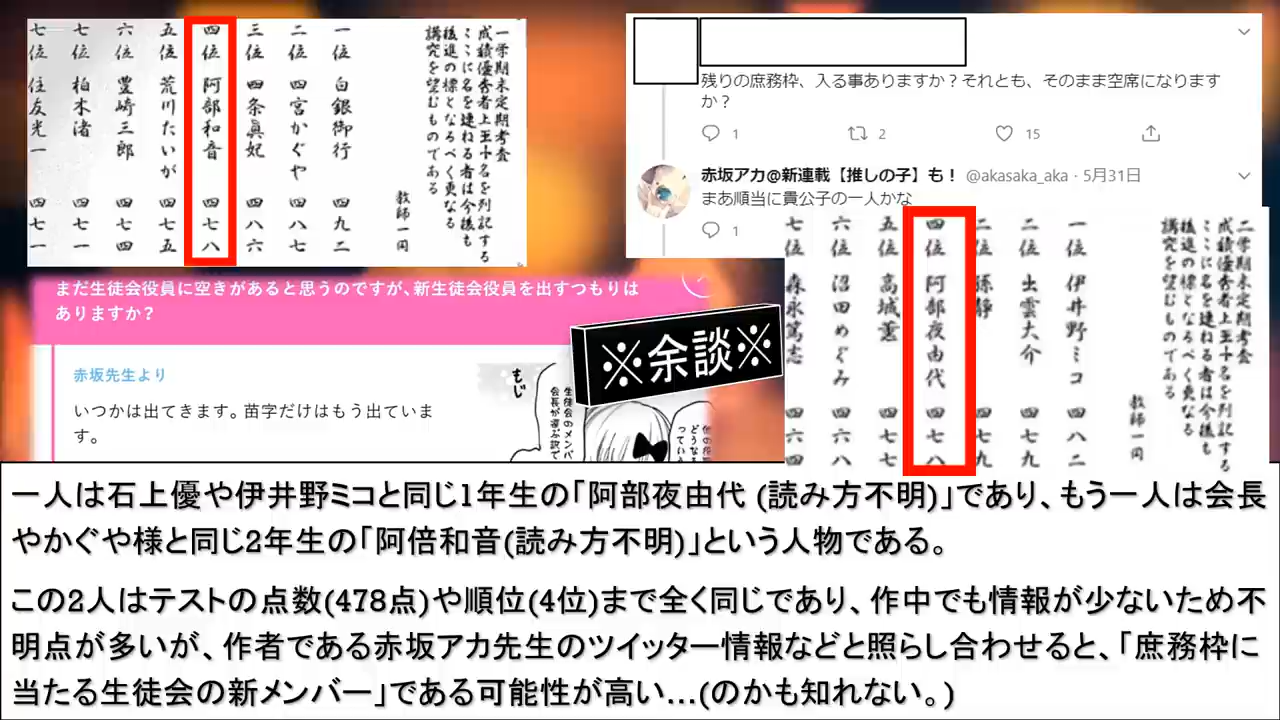 一学期末定期考査
成績優秀者上五十名を列記する
ここに名を連ねる者は今後も
後進の標となるべく更なる
講究を望むものである
教師一同
一位 白銀御行 四九二
二位 四宮かぐや 四八七
三位 四条眞妃 四八六
四位 阿部和音 四七八
五位 荒川たいが 四七五
六位 豊崎三郎 四七四
七位 柏木渚 四七一
七位 住友光一 四七一
残りの庶務枠、入る事ありますか?それとも、そのまま空席になります
か?
1 2 15
赤坂アカ@新連載【推しの子】も! @akasaka_aka · 5月31日
まあ順当に貴公子の一人かな
1
まだ生徒会役員に空きがあると思うのですが、新生徒会役員を出すつもりは
ありますか?
赤坂先生より
いつかは出てきます。苗字だけはもう出ていま
す。
もじ
生徒会のメンバ
会長が選ぶ訳で
※余談※
二学期末定期考査
成績優秀者上五十名を列記する
ここに名を連ねる者は今後も
後進の標となるべく更なる
講究を望むものである
教師一同
一位 伊井野ミコ 四八二
二位 出雲大介 四七九
二位 孫静 四七九
四位 阿部夜由代 四七八
五位 高城薫 四七七
六位 沼田めぐみ 四六八
七位 森永篤志 四六四
一人は石上優や伊井野ミコと同じ1年生の「阿部夜由代 (読み方不明)」であり、もう一人は会長
やかぐや様と同じ2年生の「阿倍和音(読み方不明)」という人物である。
この2人はテストの点数(478点)や順位(4位)まで全く同じであり、作中でも情報が少ないため不
明点が多いが、作者である赤坂アカ先生のツイッター情報などと照らし合わせると、「庶務枠に
当たる生徒会の新メンバー」である可能性が高い…(のかも知れない。)